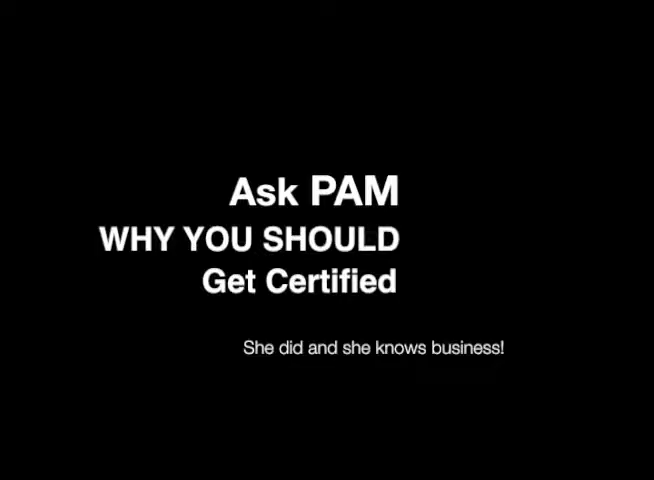 Ask PAM
WHY YOU SHOULD
Get Certified
She did and she knows business!